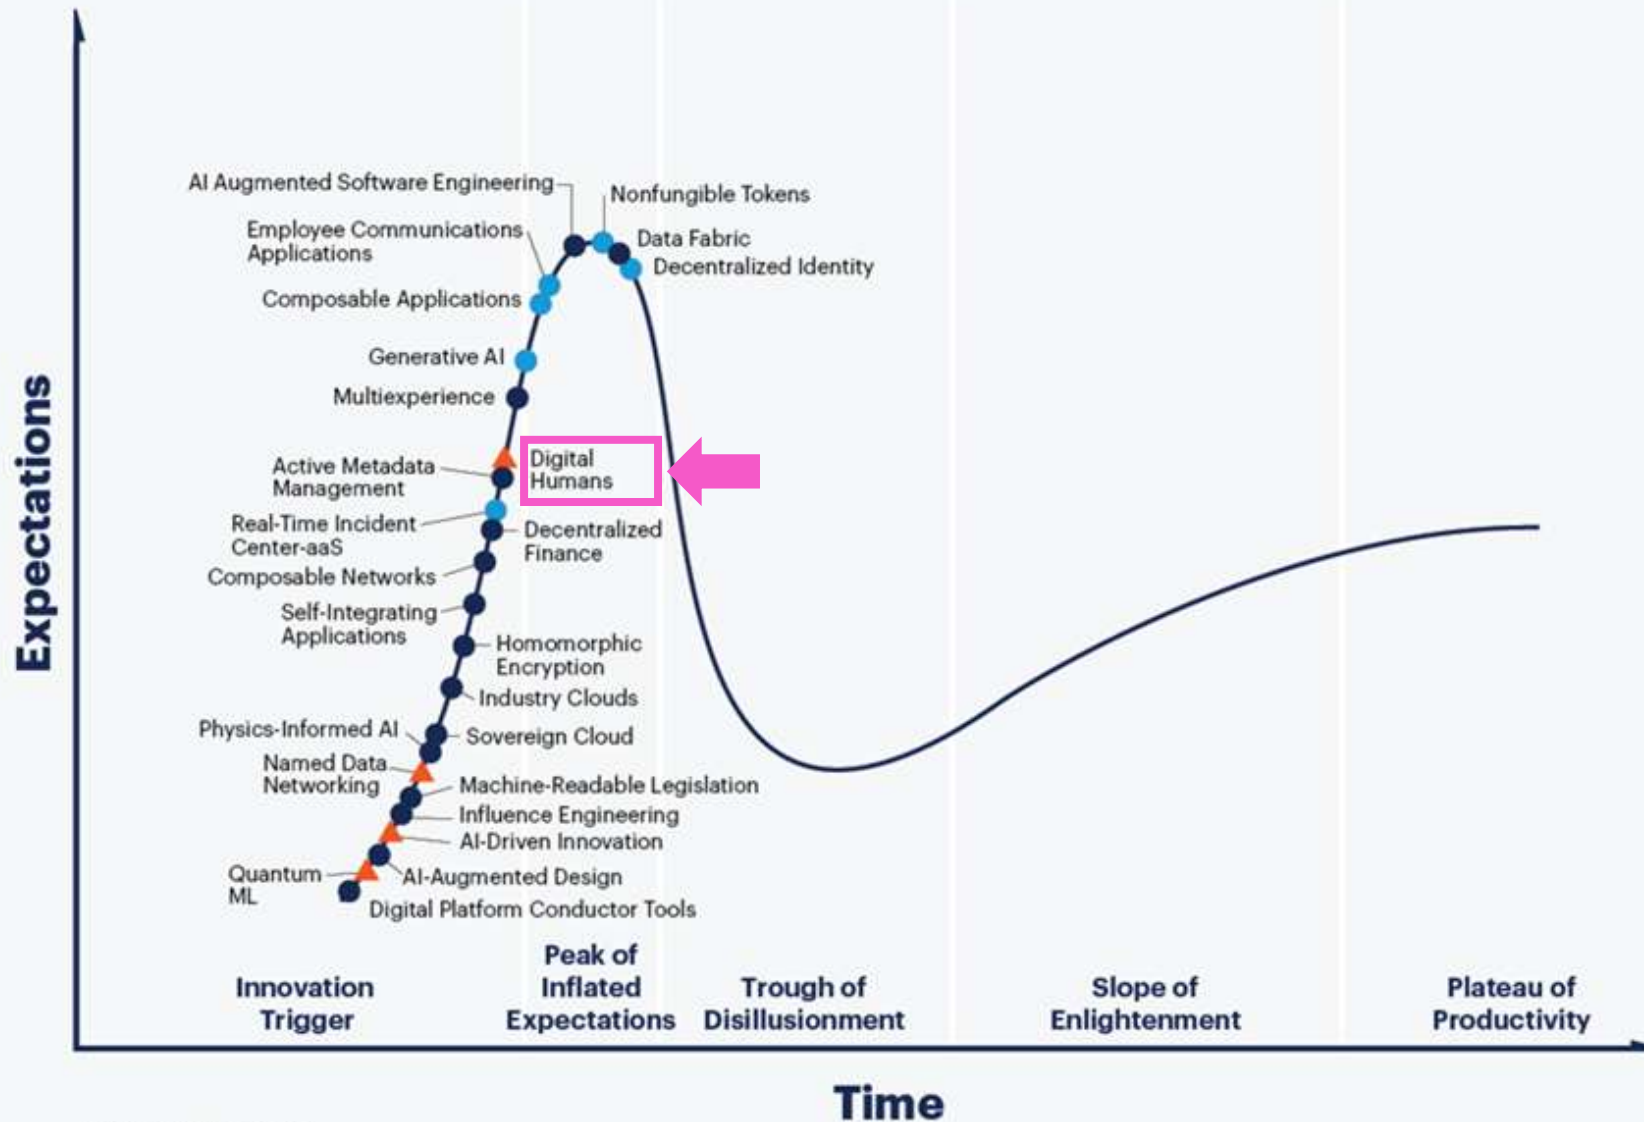 AI Augmented Software Engineering
Nonfungible Tokens
Employee Communications
Applications
Data Fabric
Decentralized Identity
Composable Applications
Generative AI
Multiexperience
Digital
Humans
Active Metadata
Management
Real-Time Incident
Center-aaS
Decentralized
Finance
Composable Networks
Self-Integrating
Applications
Homomorphic
Encryption
Industry Clouds
Physics-Informed AI
Sovereign Cloud
Named Data
Networking
Machine-Readable Legislation
Influence Engineering
AI-Driven Innovation
Quantum
ML
AI-Augmented Design
Digital Platform Conductor Tools
Expectations
Innovation
Trigger
Peak of
Inflated
Expectations
Trough of
Disillusionment
Slope of
Enlightenment
Plateau of
Productivity
Time